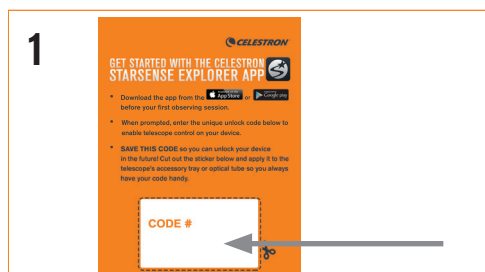 1
CELESTRON
GET STARTED WITH THE CELESTRON
STARSENSE EXPLORER APP
• Download the app from the App Store or Google play
before your first observing session.
• When prompted, enter the unique unlock code below to
enable telescope control on your device.
• SAVE THIS CODE so you can unlock your device
in the future! Cut out the sticker below and apply it to the
telescope's accessory tray or optical tube so you always
have your code handy.
CODE #